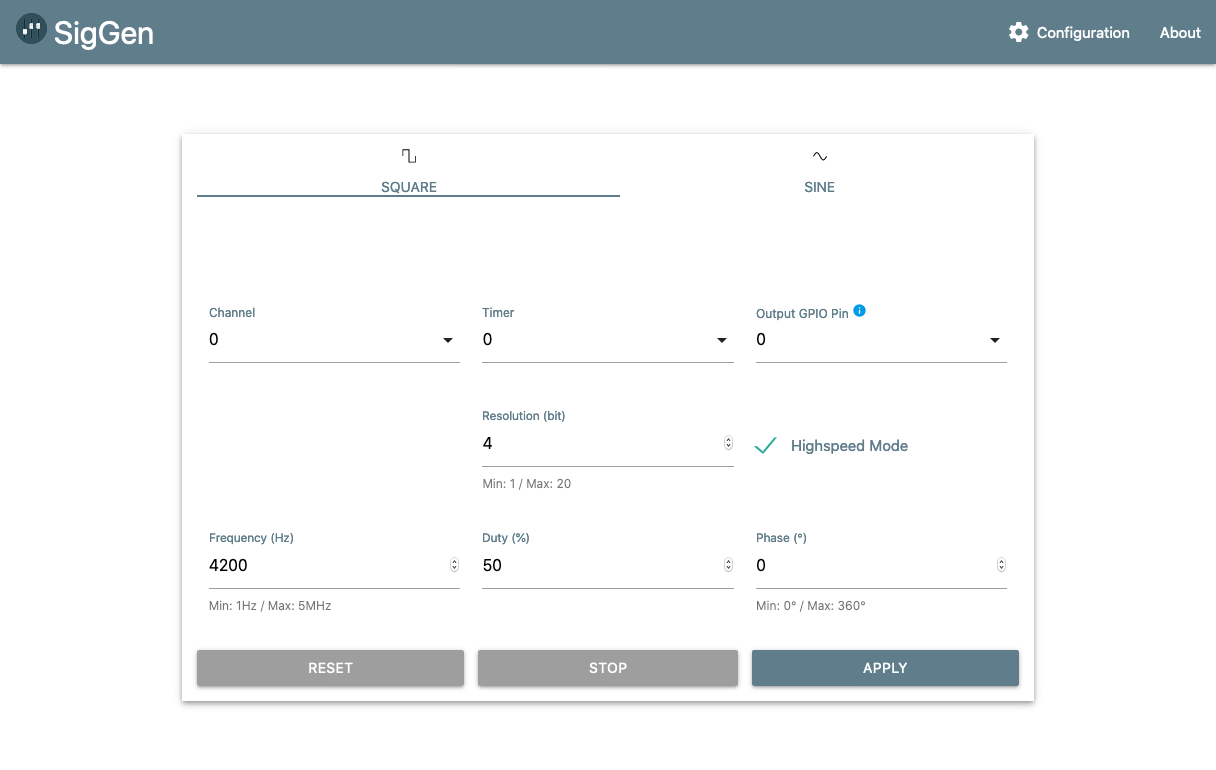 SigGen
Configuration
About
SQUARE
SINE
Channel
Timer
Output GPIO Pin
0
0
0
Resolution (bit)
4
Highspeed Mode
Min: 1 / Max: 20
Frequency (Hz)
Duty (%)
Phase (°)
4200
50
0
Min: 1Hz / Max: 5MHz
Min: 0° / Max: 360°
RESET
STOP
APPLY